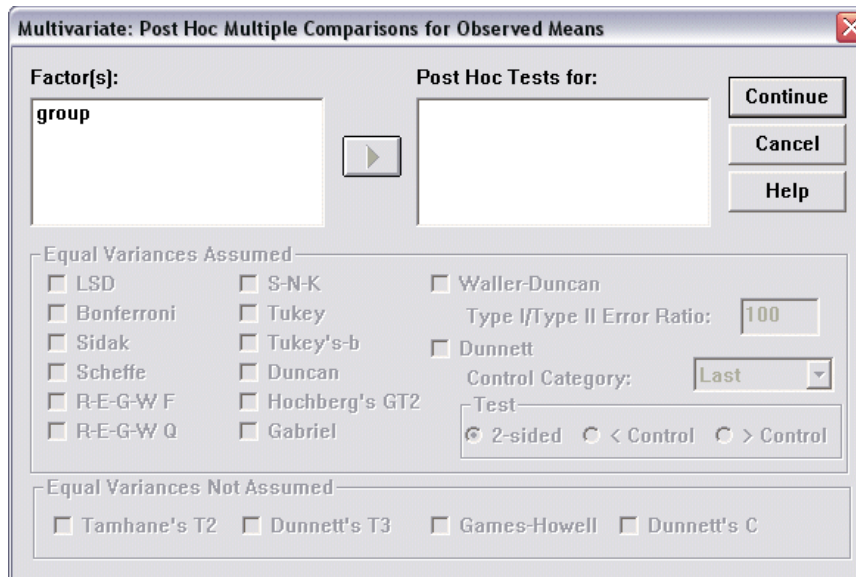 Multivariate: Post Hoc Multiple Comparisons for Observed Means
Factor(s):
group
Post Hoc Tests for:
Continue
Cancel
Help
Equal Variances Assumed
LSD
Bonferroni
Sidak
Scheffe
R-E-G-W F
R-E-G-W Q
S-N-K
Tukey
Tukey's-b
Duncan
Hochberg's GT2
Gabriel
Waller-Duncan
Type I/Type II Error Ratio: 100
Dunnett
Control Category: Last
Test
2-sided < Control > Control
Equal Variances Not Assumed
Tamhane's T2 Dunnett's T3 Games-Howell Dunnett's C